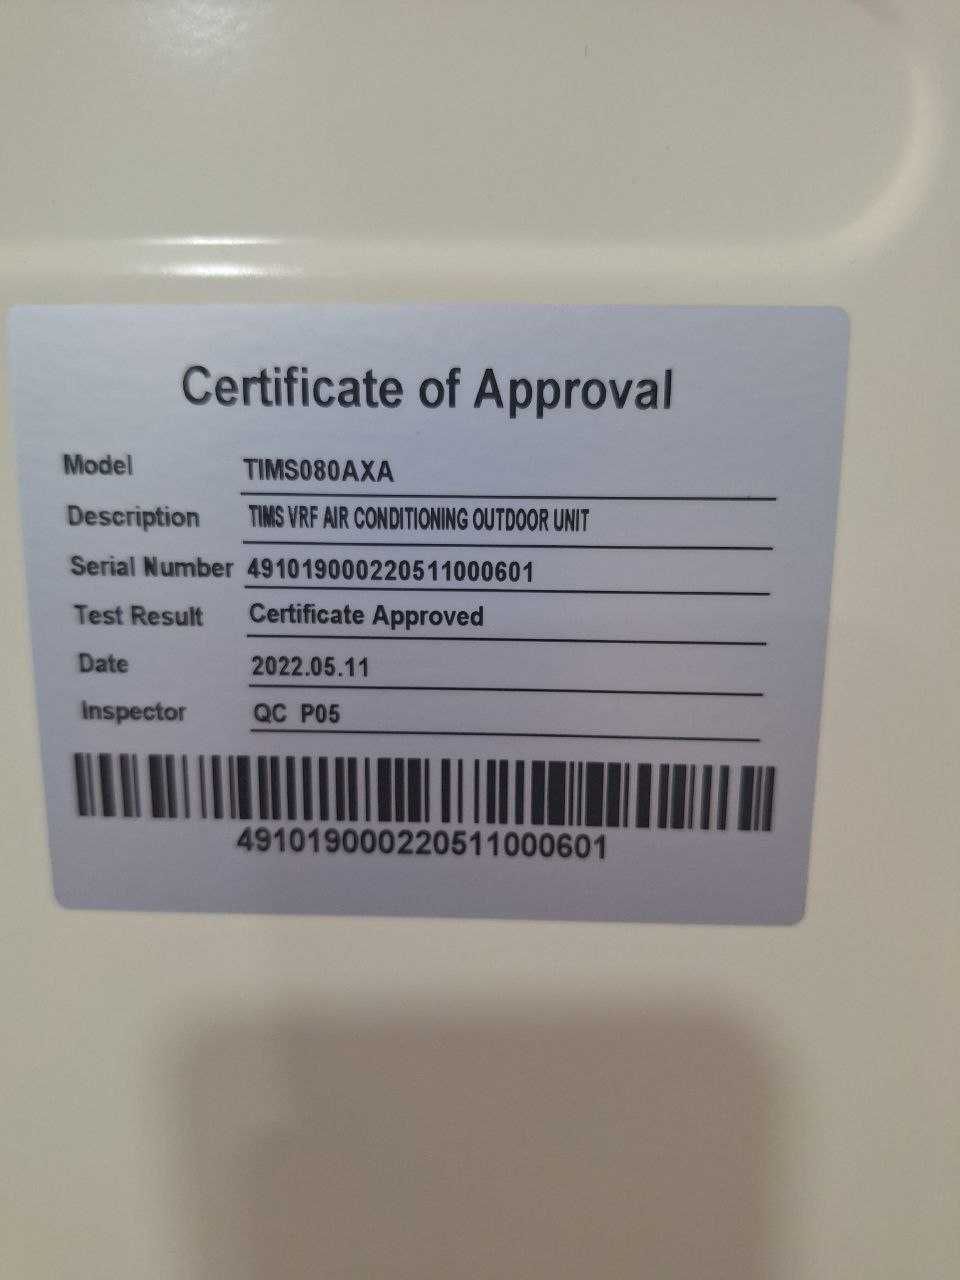 Certificate of Approval
Model TIMS080AXA
Description TIMS VRF AIR CONDITIONING OUTDOOR UNIT
Serial Number 491019000220511000601
Test Result Certificate Approved
Date 2022.05.11
Inspector QC P05
491019000220511000601